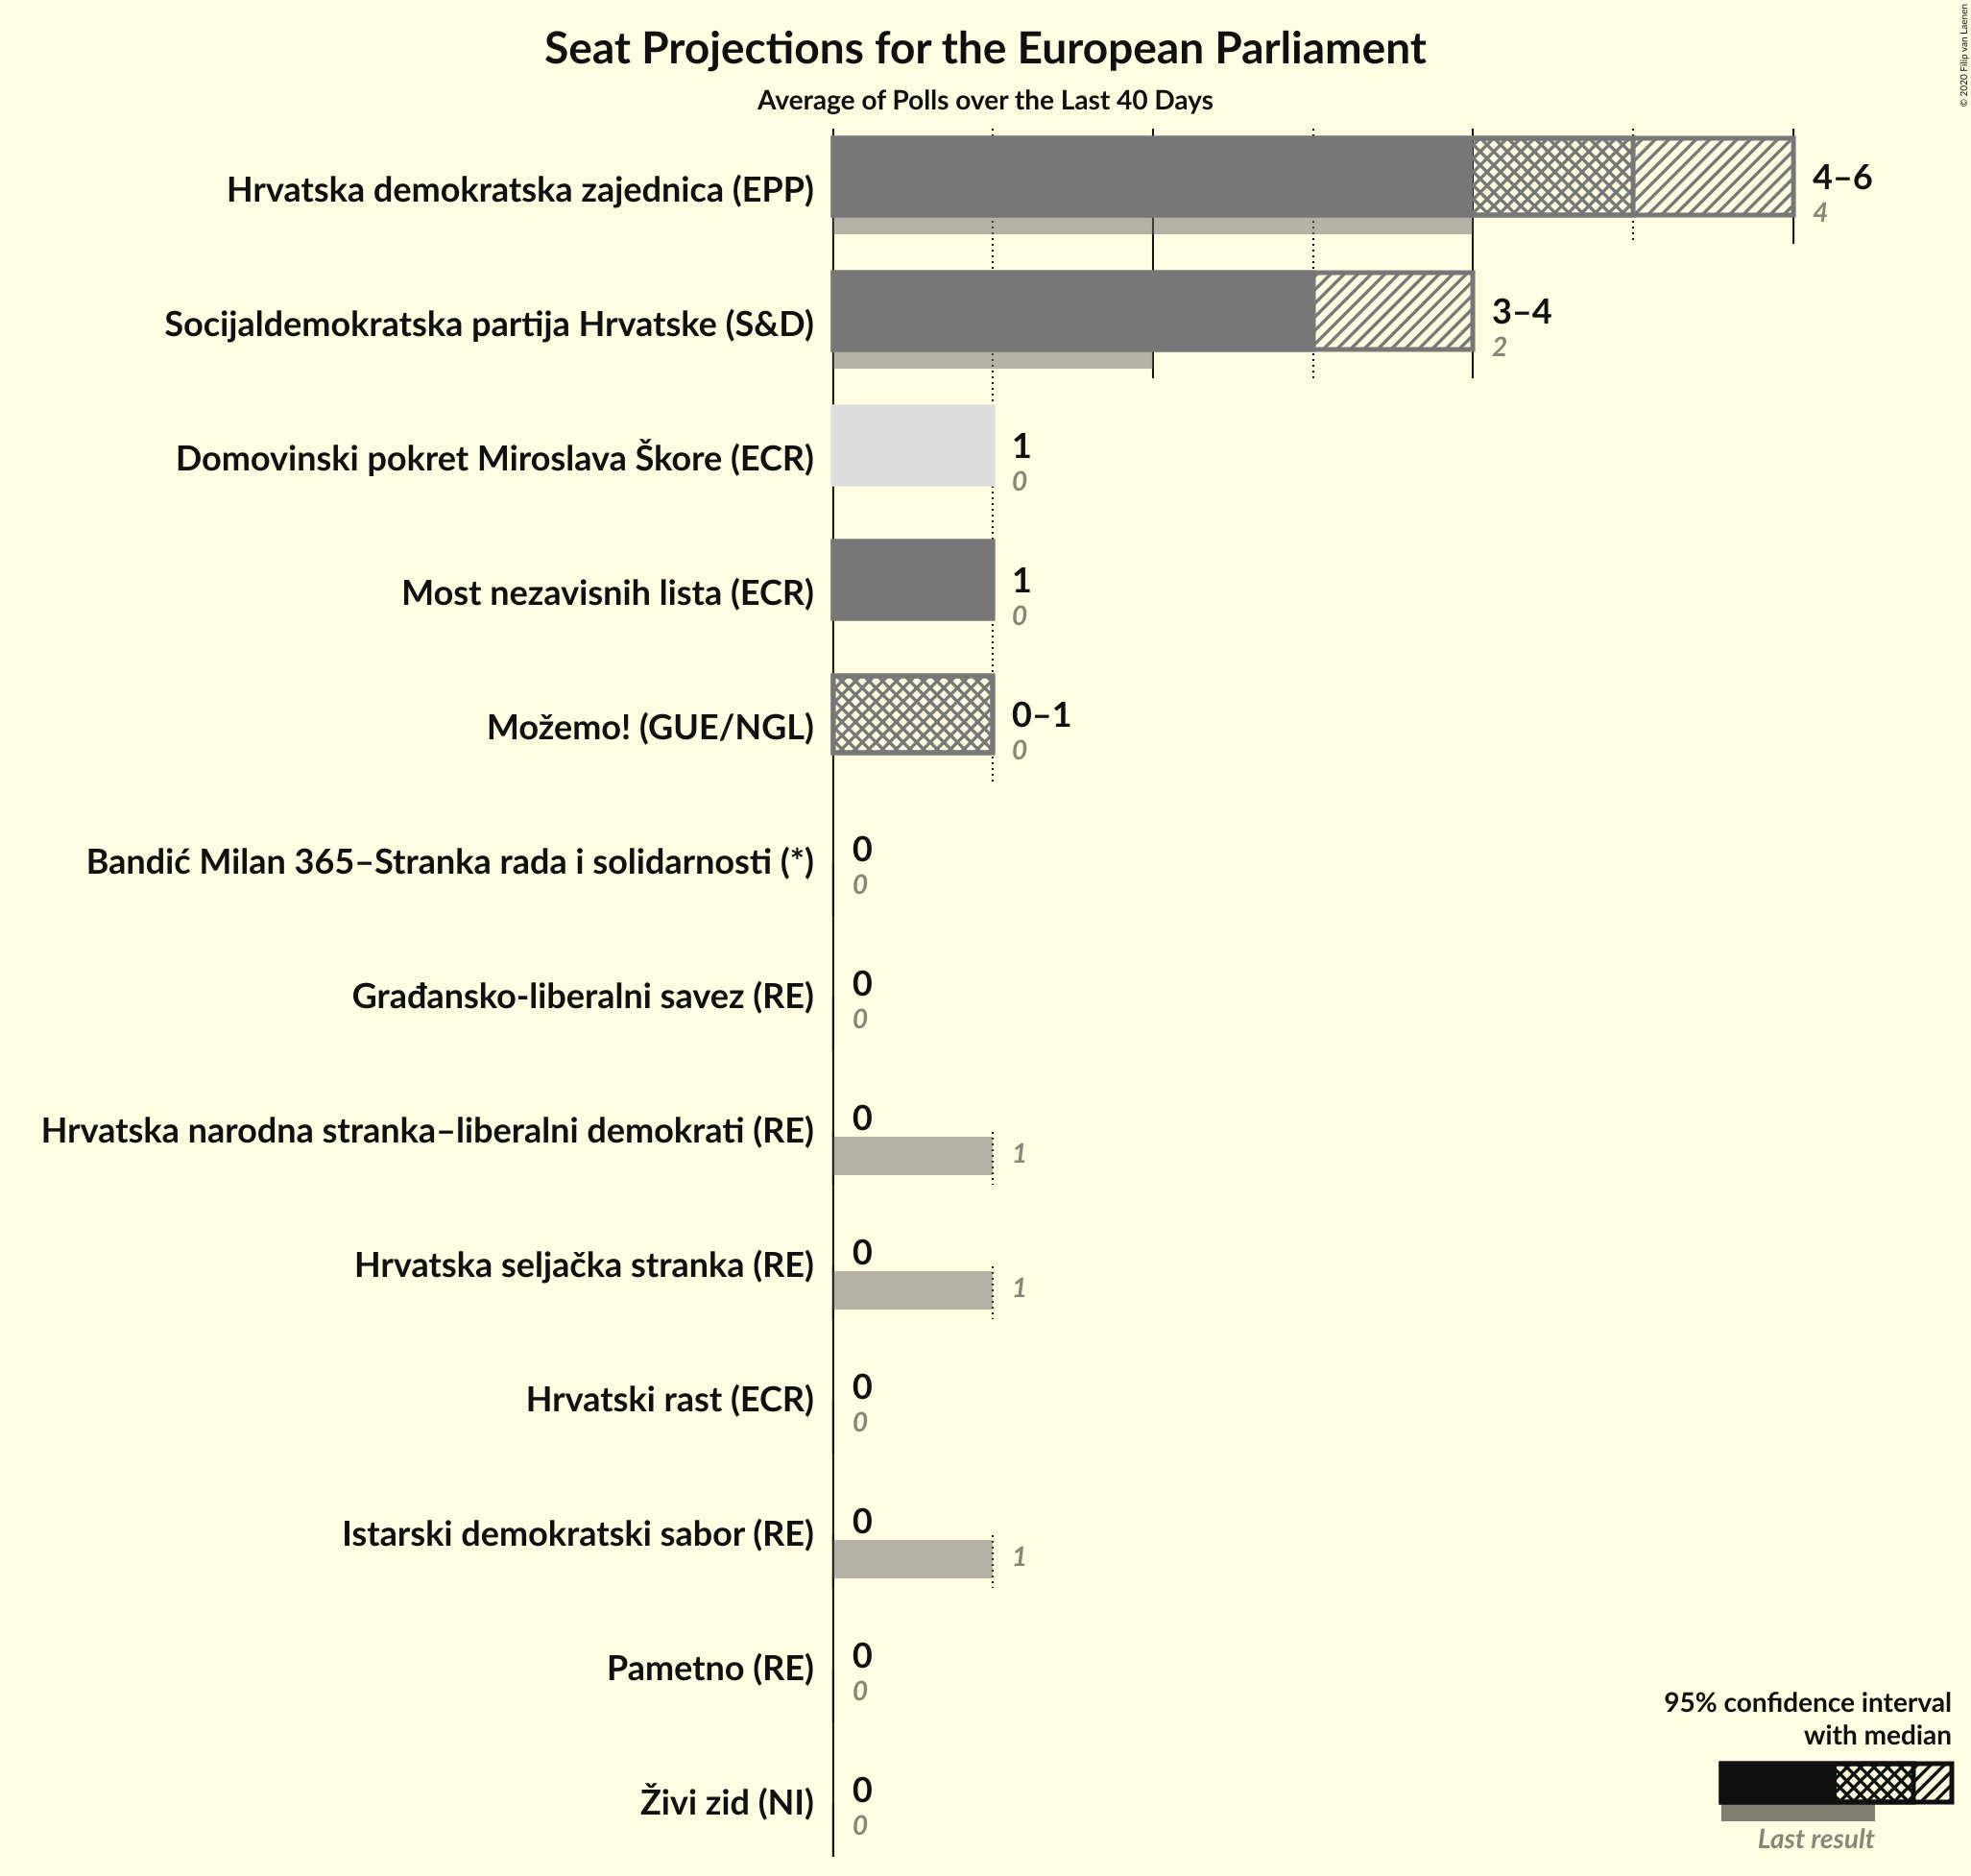 Seat Projections for the European Parliament
Average of Polls over the Last 40 Days
© 2020 Filip van Laenen
Hrvatska demokratska zajednica (EPP)
4–6
4
Socijaldemokratska partija Hrvatske (S&D)
3–4
2
Domovinski pokret Miroslava Škore (ECR)
1
0
Most nezavisnih lista (ECR)
1
0
Možemo! (GUE/NGL)
0–1
0
Bandić Milan 365–Stranka rada i solidarnosti (*)
0
0
Građansko-liberalni savez (RE)
0
0
Hrvatska narodna stranka–liberalni demokrati (RE)
0
1
Hrvatska seljačka stranka (RE)
0
1
Hrvatski rast (ECR)
0
0
Istarski demokratski sabor (RE)
0
1
Pametno (RE)
0
0
Živi zid (NI)
0
0
95% confidence interval
with median
Last result